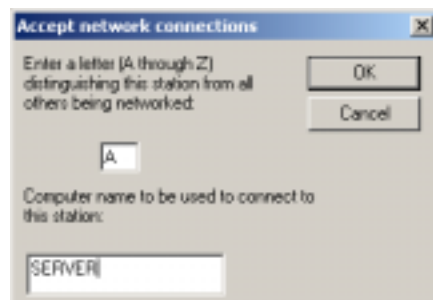 Accept network connections
Enter a letter (A through Z)
distinguishing this station from all
others being networked:
OK
Cancel
A
Computer name to be used to connect to
this station:
SERVER